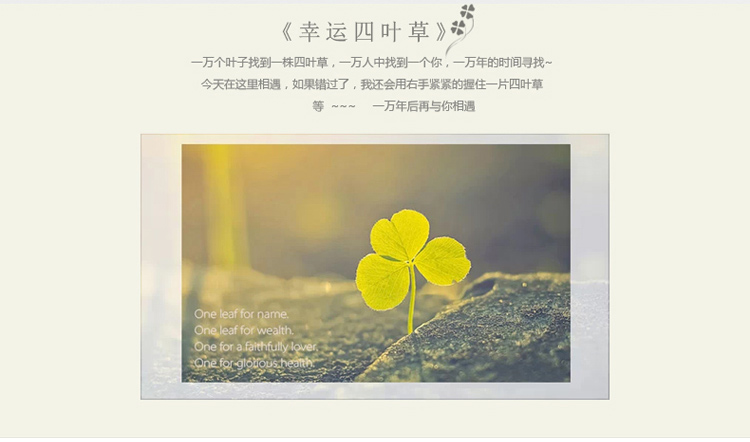 《幸运四叶草》
一万个叶子找到一株四叶草，一万人中找到一个你，一万年的时间寻找~
今天在这里相遇，如果错过了，我还会用右手紧紧的握住一片四叶草
等 ~~~ 一万年后再与你相遇
One leaf for name.
One leaf for wealth.
One for a faithfully lover.
One for glorious health.